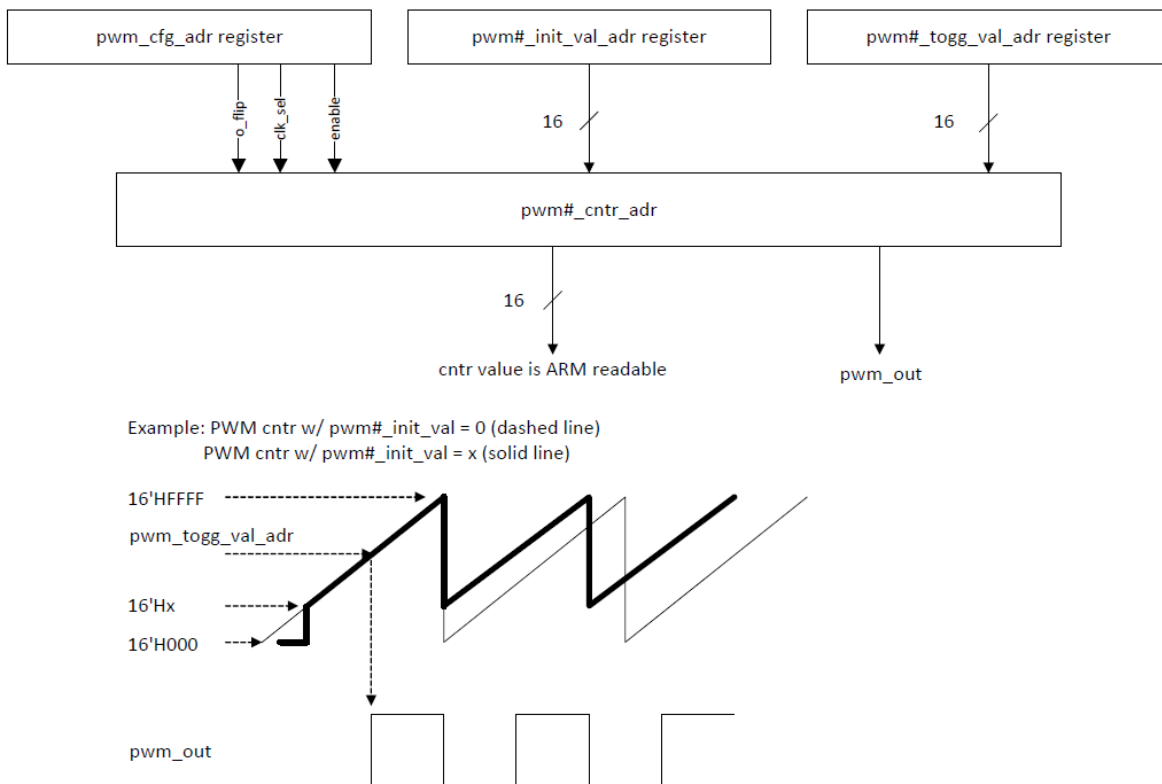 pwm_cfg_adr register
pwm#_init_val_adr register
pwm#_togg_val_adr register
o_flip
clk_sel
enable
16
16
pwm#_cntr_adr
16
cntr value is ARM readable
pwm_out
Example: PWM cntr w/ pwm#_init_val = 0 (dashed line)
PWM cntr w/ pwm#_init_val = x (solid line)
16'HFFFF
pwm_togg_val_adr
16'Hx
16'H000
pwm_out